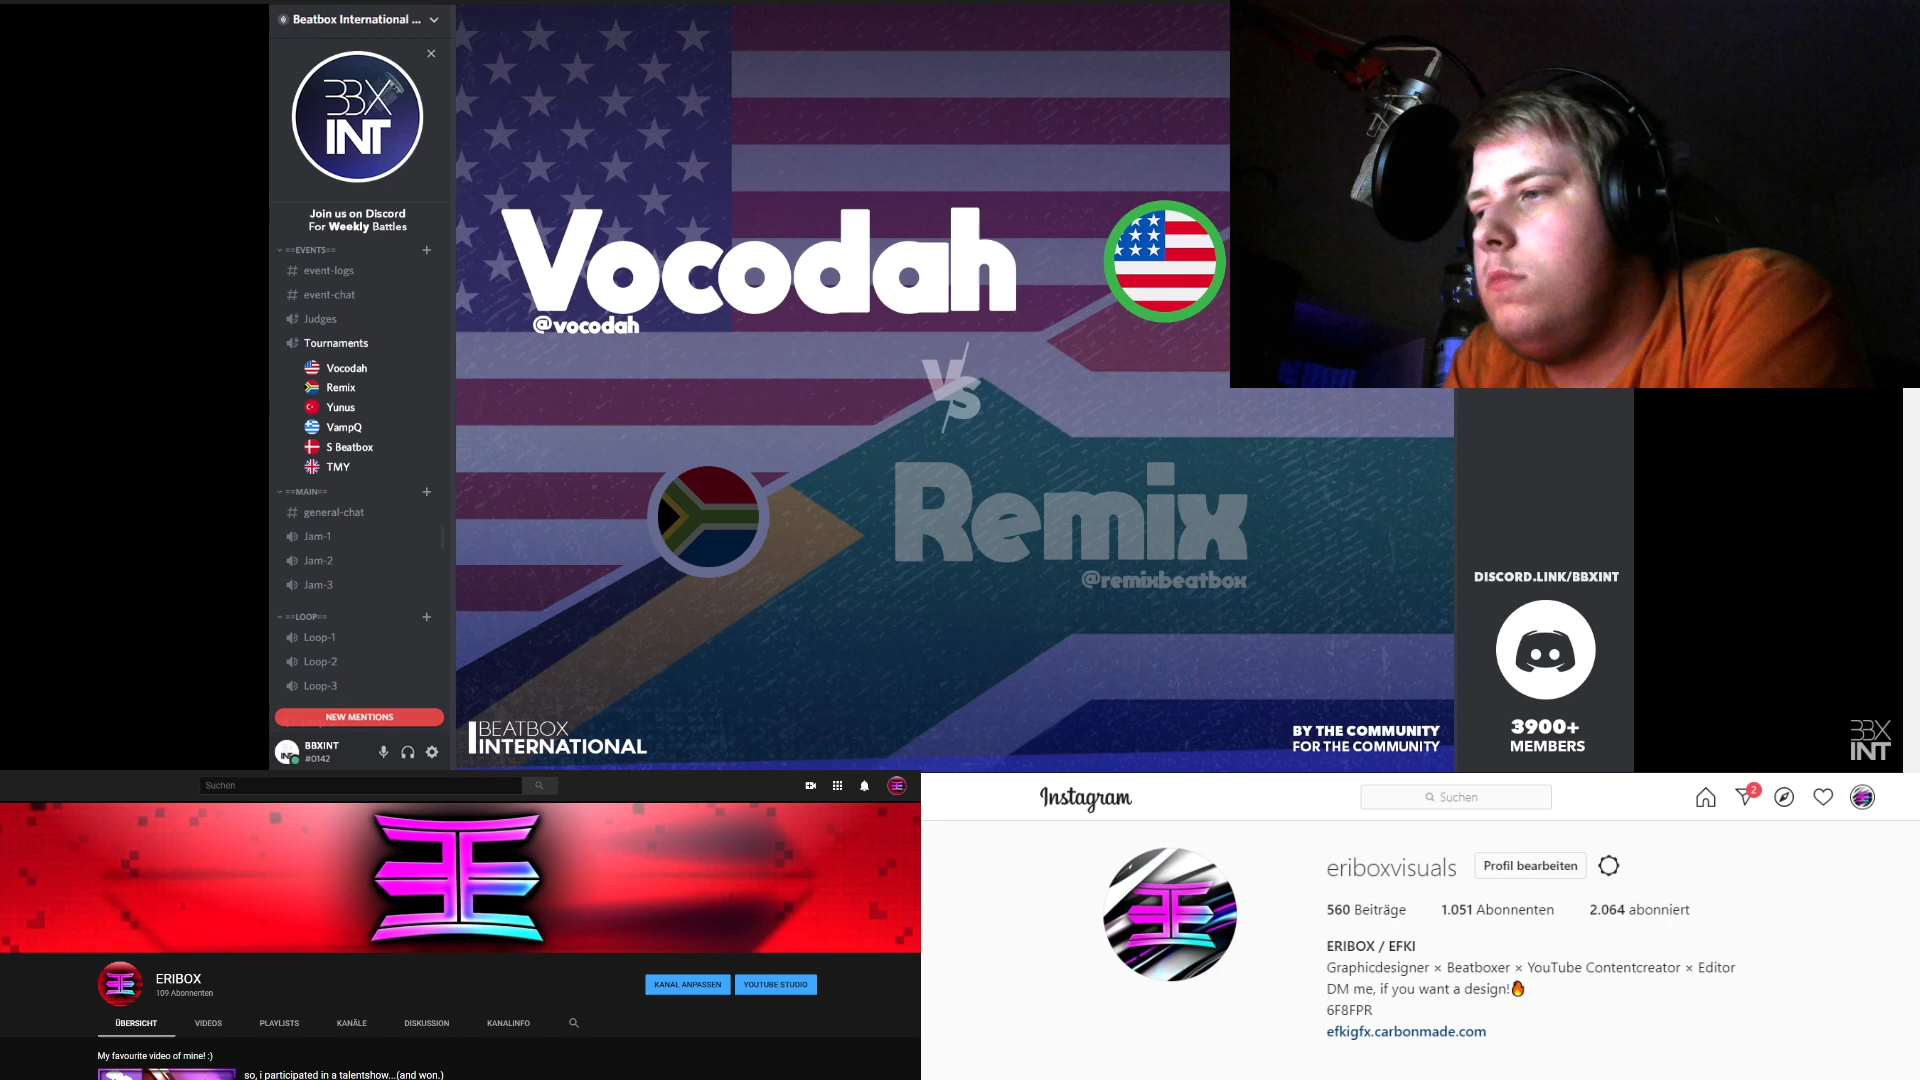 Beatbox International ...
BBX
INT
Join us on Discord
For Weekly Battles
==EVENTS==
event-logs
event-chat
Judges
Tournaments
Vocodah
Remix
Yunus
VampQ
S Beatbox
TMY
==MAIN==
general-chat
Jam-1
Jam-2
Jam-3
==LOOP==
Loop-1
Loop-2
Loop-3
NEW MENTIONS
BBXINT
#0142
Vocodah
@vocodah
Vs
Remix
@remixbeatbox
BEATBOX
INTERNATIONAL
BY THE COMMUNITY
FOR THE COMMUNITY
DISCORD.LINK/BBXINT
3900+
MEMBERS
BBX
INT
Suchen
ERIBOX
109 Abonnenten
KANAL ANPASSEN
YOUTUBE STUDIO
ÜBERSICHT VIDEOS PLAYLISTS KANÄLE DISKUSSION KANALINFO
My favourite video of mine! :)
so, i participated in a talentshow...(and won.)
Instagram
Suchen
2
eriboxvisuals
Profil bearbeiten
560 Beiträge 1.051 Abonnenten 2.064 abonniert
ERIBOX / EFKI
Graphicdesigner × Beatboxer × YouTube Contentcreator × Editor
DM me, if you want a design!🔥
6F8FPR
efkigfx.carbonmade.com